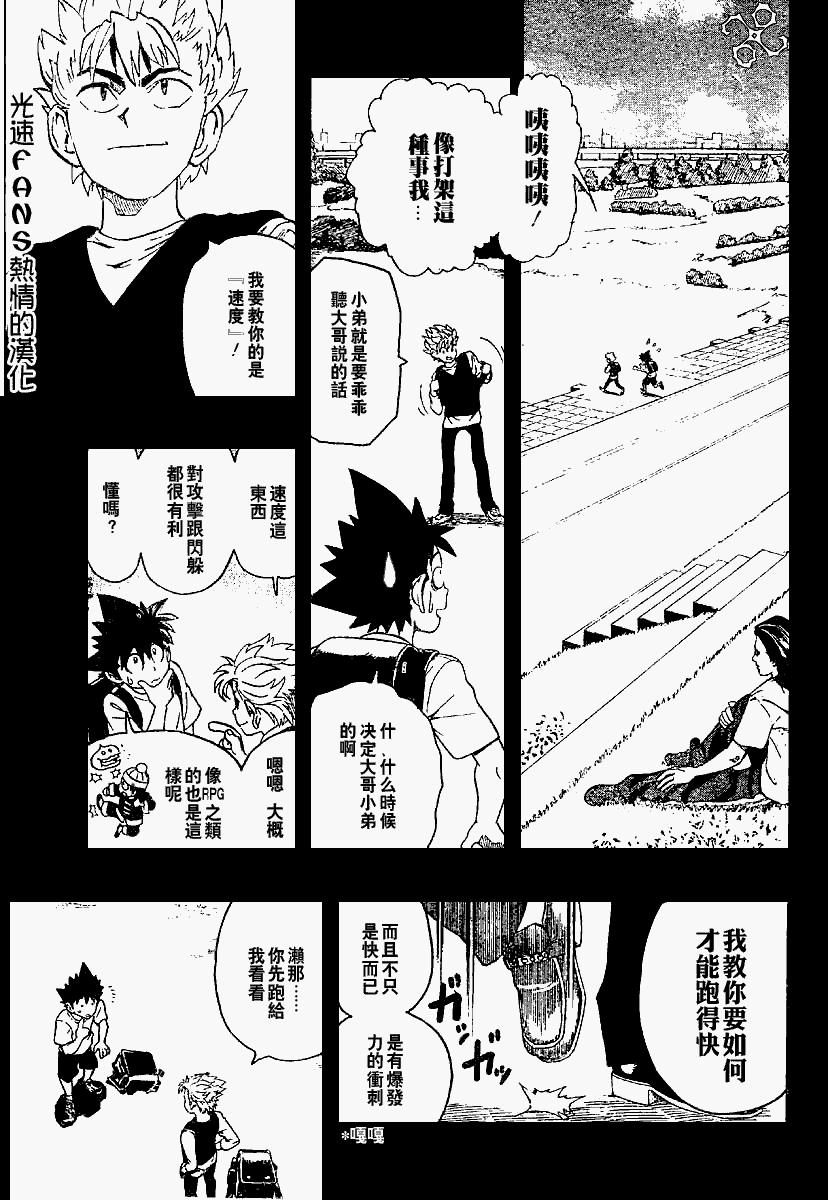 咦咦咦咦！
像打架這
種事我…
小弟就是要乖乖
聽大哥說的話
什、什么時候
决定大哥小弟
的啊
我要教你的是
『速度』！
光速FANS熱情的漢化
速度這
東西
對攻擊跟閃躲
都很有利
懂嗎？
嗯嗯 大概
像RPG之類
的也是這
樣呢
我教你要如何
才能跑得快
而且不只
是快而已
是有爆發
力的衝刺
ガッ
ガッ
*嘎嘎
瀨那……
你先跑給
我看看